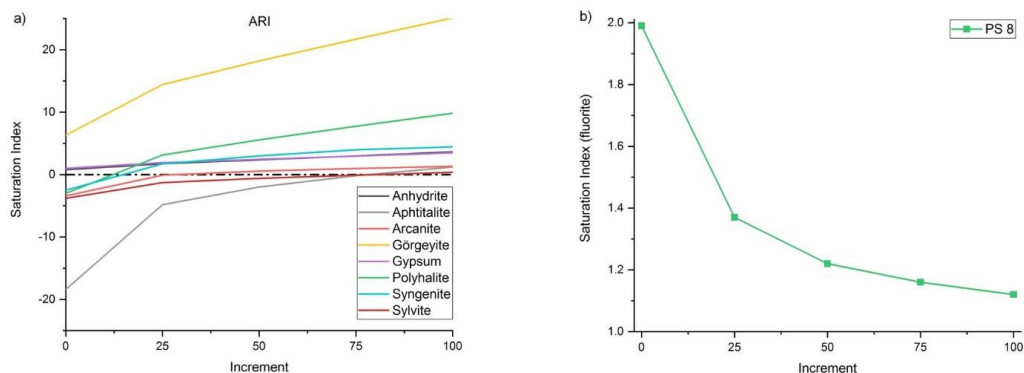 a)
ARI
Saturation Index
20
10
0
-10
-20
Anhydrite
Aphtitalite
Arcanite
Görgeyite
Gypsum
Polyhalite
Syngenite
Sylvite
0
25
50
75
100
Increment
b)
PS 8
Saturation Index (fluorite)
2.0
1.8
1.6
1.4
1.2
1.0
0
25
50
75
100
Increment